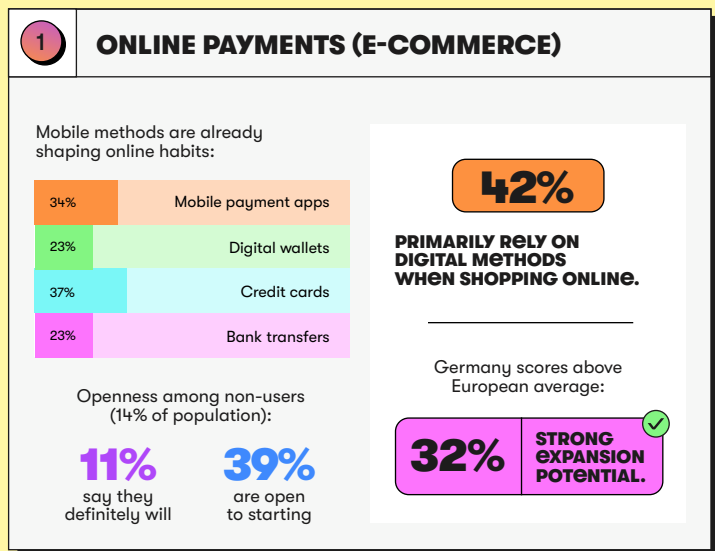 1
ONLINE PAYMENTS (E-COMMERCE)
Mobile methods are already
shaping online habits:
34% Mobile payment apps
23% Digital wallets
37% Credit cards
23% Bank transfers
Openness among non-users
(14% of population):
11%
say they
definitely will
39%
are open
to starting
42%
PRIMARILY RELY ON
DIGITAL METHODS
WHEN SHOPPING ONLINE.
Germany scores above
European average:
32%
STRONG
EXPANSION
POTENTIAL.